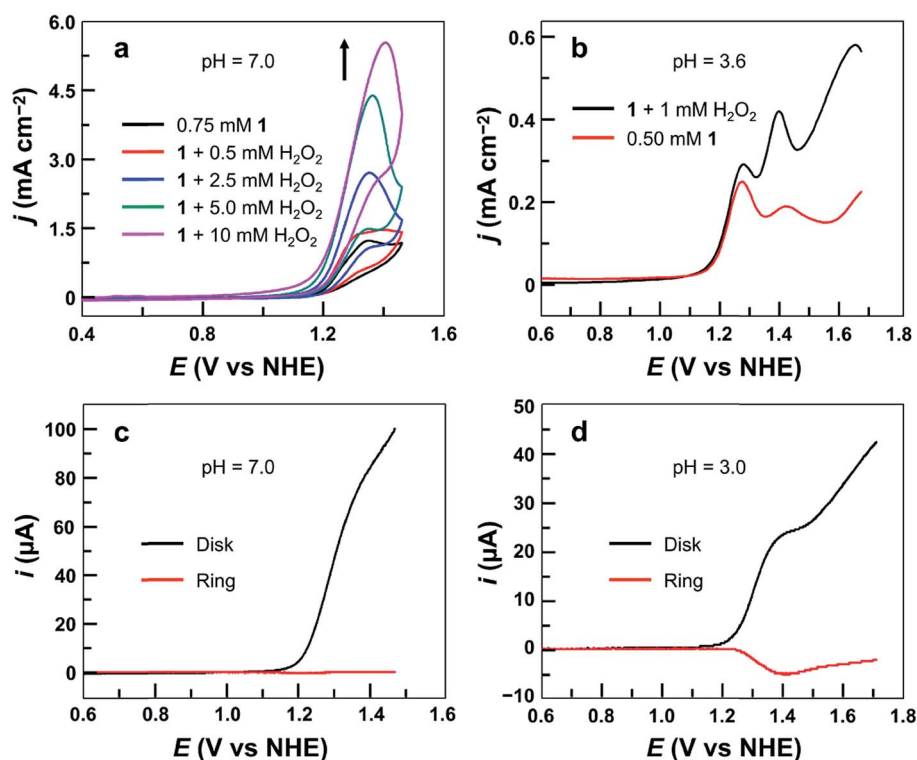 a
pH = 7.0
0.75 mM 1
1 + 0.5 mM H₂O₂
1 + 2.5 mM H₂O₂
1 + 5.0 mM H₂O₂
1 + 10 mM H₂O₂
j (mA cm⁻²)
6.0
4.5
3.0
1.5
0
0.4 0.8 1.2 1.6
E (V vs NHE)
b
pH = 3.6
1 + 1 mM H₂O₂
0.50 mM 1
j (mA cm⁻²)
0.6
0.4
0.2
0
0.6 0.8 1.0 1.2 1.4 1.6 1.8
E (V vs NHE)
c
pH = 7.0
Disk
Ring
i (µA)
100
80
60
40
20
0
0.6 0.8 1.0 1.2 1.4 1.6
E (V vs NHE)
d
pH = 3.0
Disk
Ring
i (µA)
50
40
30
20
10
0
−10
0.6 0.8 1.0 1.2 1.4 1.6 1.8
E (V vs NHE)